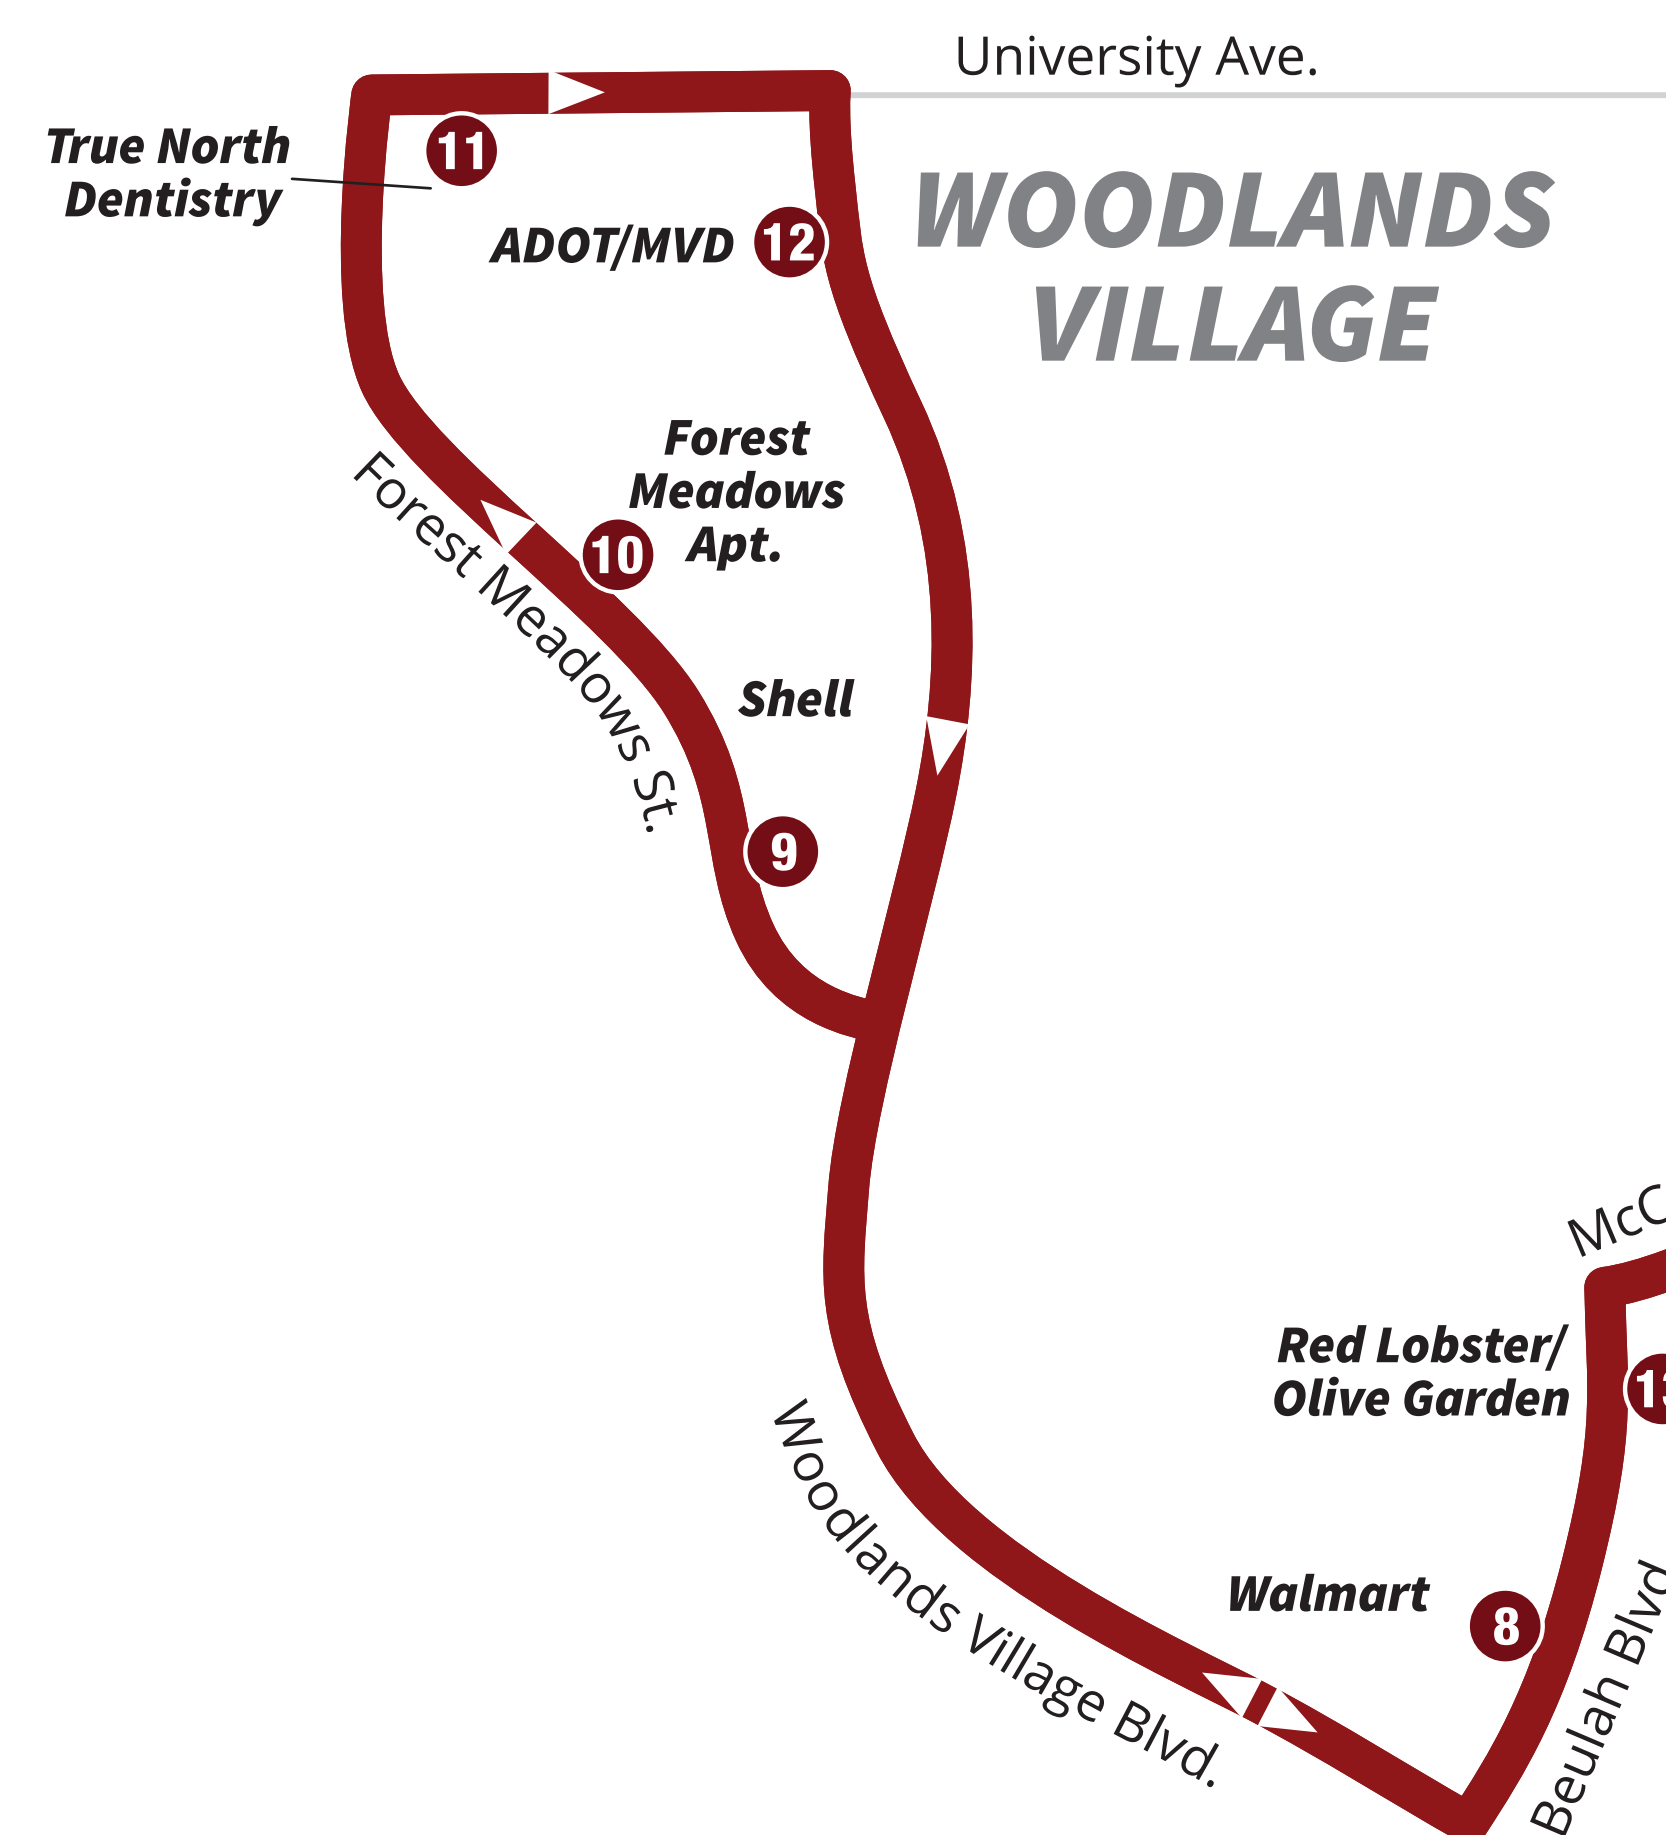 University Ave.
True North
Dentistry
11
ADOT/MVD
12
WOODLANDS
VILLAGE
Forest
Meadows
Apt.
10
Forest Meadows St.
Shell
9
Red Lobster/
Olive Garden
Walmart
8
Woodlands Village Blvd.
Beulah Blvd